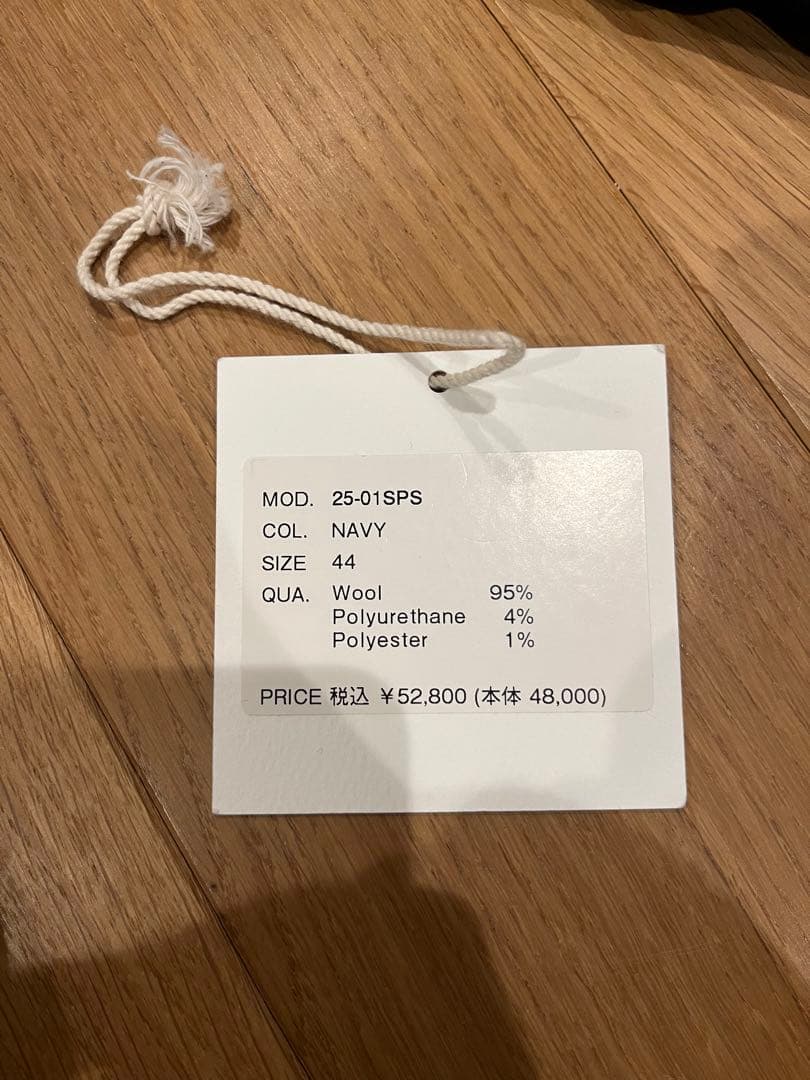 MOD. 25-01SPS
COL. NAVY
SIZE 44
QUA. Wool 95%
Polyurethane 4%
Polyester 1%
PRICE 税込 ¥52,800 (本体 48,000)